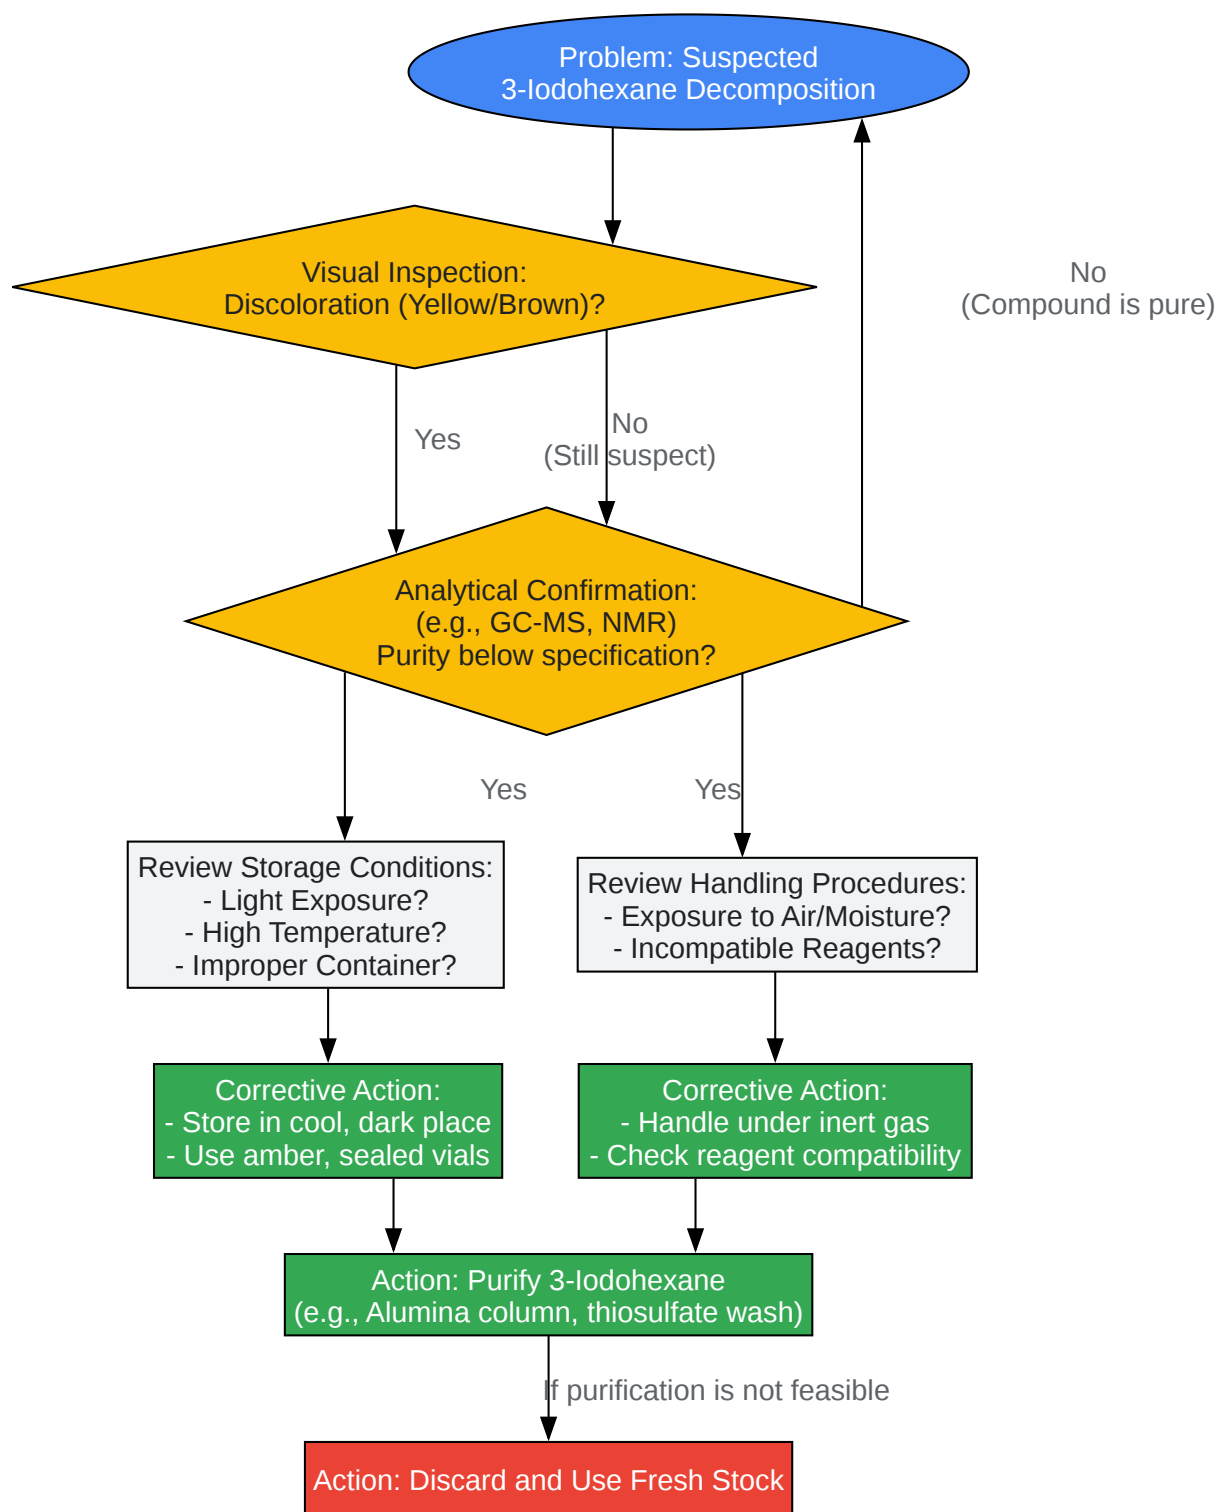 Problem: Suspected
3-Iodohexane Decomposition
Visual Inspection:
Discoloration (Yellow/Brown)?
No
(Compound is pure)
Yes
No
(Still suspect)
Analytical Confirmation:
(e.g., GC-MS, NMR)
Purity below specification?
Yes
Yes
Review Storage Conditions:
- Light Exposure?
- High Temperature?
- Improper Container?
Review Handling Procedures:
- Exposure to Air/Moisture?
- Incompatible Reagents?
Corrective Action:
- Store in cool, dark place
- Use amber, sealed vials
Corrective Action:
- Handle under inert gas
- Check reagent compatibility
Action: Purify 3-Iodohexane
(e.g., Alumina column, thiosulfate wash)
If purification is not feasible
Action: Discard and Use Fresh Stock